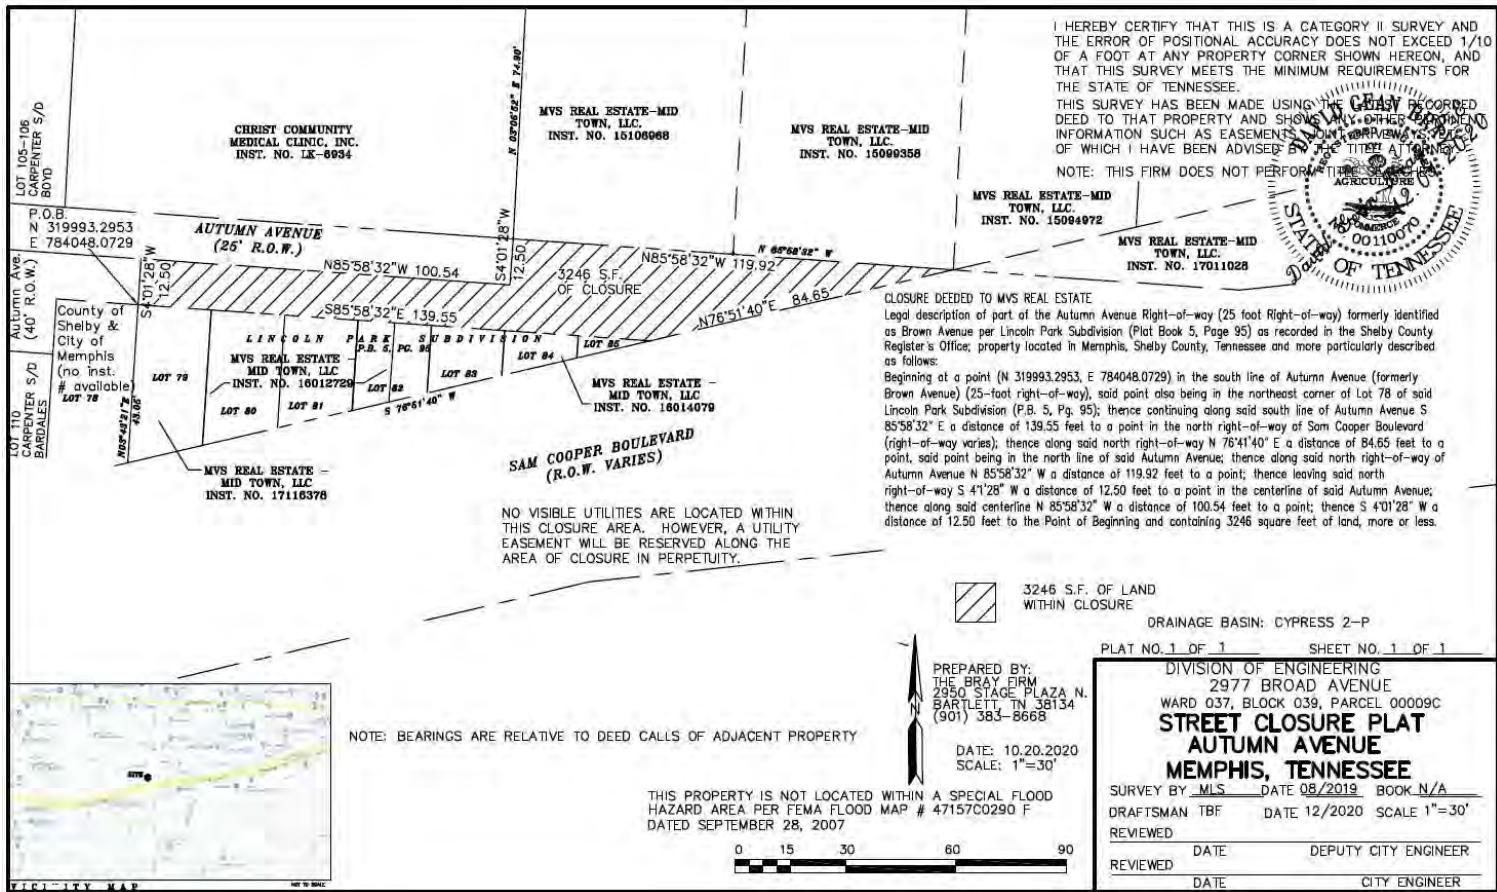 I HEREBY CERTIFY THAT THIS IS A CATEGORY II SURVEY AND
THE ERROR OF POSITIONAL ACCURACY DOES NOT EXCEED 1/10
OF A FOOT AT ANY PROPERTY CORNER SHOWN HEREON, AND
THAT THIS SURVEY MEETS THE MINIMUM REQUIREMENTS FOR
THE STATE OF TENNESSEE.
THIS SURVEY HAS BEEN MADE USING THE LATEST RECORDED
DEED TO THAT PROPERTY AND SHOWS ANY OTHER PERTINENT
INFORMATION SUCH AS EASEMENTS, JOINT DRIVEWAYS, ETC.
OF WHICH I HAVE BEEN ADVISED BY THE TITLE ATTORNEY.
NOTE: THIS FIRM DOES NOT PERFORM TITLE SEARCHES.
AGRICULTURE
COMMERCE
00110070
STATE OF TENNESSEE
LOT 105-106
CARPENTER S/D
BOYD
CHRIST COMMUNITY
MEDICAL CLINIC, INC.
INST. NO. LK-6934
N 03°06'52" E 74.90'
MVS REAL ESTATE-MID
TOWN, LLC.
INST. NO. 15106968
MVS REAL ESTATE-MID
TOWN, LLC.
INST. NO. 15099358
MVS REAL ESTATE-MID
TOWN, LLC.
INST. NO. 15094972
MVS REAL ESTATE-MID
TOWN, LLC.
INST. NO. 17011028
P.O.B.
N 319993.2953
E 784048.0729
AUTUMN AVENUE
(25' R.O.W.)
S4°01'28"W
12.50
N85°58'32"W 100.54
S4°01'28"W
12.50
N85°58'32"W 119.92
N 85°58'32" W
3246 S.F.
OF CLOSURE
S85°58'32"E 139.55
N76°51'40"E 84.65
Autumn Ave.
(40' R.O.W.)
County of
Shelby &
City of
Memphis
(no inst.
# available)
LOT 78
LOT 110
CARPENTER S/D
BARDALES
N03°43'21"E
43.06'
LINCOLN PARK SUBDIVISION
P.B. 5, PG. 95
LOT 79
LOT 80
LOT 81
LOT 82
LOT 83
LOT 84
LOT 85
MVS REAL ESTATE
MID TOWN, LLC
INST. NO. 16012729
MVS REAL ESTATE -
MID TOWN, LLC
INST. NO. 16014079
S 76°51'40" W
SAM COOPER BOULEVARD
(R.O.W. VARIES)
MVS REAL ESTATE -
MID TOWN, LLC
INST. NO. 17116378
NO VISIBLE UTILITIES ARE LOCATED WITHIN
THIS CLOSURE AREA. HOWEVER, A UTILITY
EASEMENT WILL BE RESERVED ALONG THE
AREA OF CLOSURE IN PERPETUITY.
CLOSURE DEEDED TO MVS REAL ESTATE
Legal description of part of the Autumn Avenue Right-of-way (25 foot Right-of-way) formerly identified
as Brown Avenue per Lincoln Park Subdivision (Plat Book 5, Page 95) as recorded in the Shelby County
Register's Office; property located in Memphis, Shelby County, Tennessee and more particularly described
as follows:
Beginning at a point (N 319993.2953, E 784048.0729) in the south line of Autumn Avenue (formerly
Brown Avenue) (25-foot right-of-way), said point also being in the northeast corner of Lot 78 of said
Lincoln Park Subdivision (P.B. 5, Pg. 95); thence continuing along said south line of Autumn Avenue S
85°58'32" E a distance of 139.55 feet to a point in the north right-of-way of Sam Cooper Boulevard
(right-of-way varies); thence along said north right-of-way N 76°41'40" E a distance of 84.65 feet to a
point, said point being in the north line of said Autumn Avenue; thence along said north right-of-way of
Autumn Avenue N 85°58'32" W a distance of 119.92 feet to a point; thence leaving said north
right-of-way S 4°1'28" W a distance of 12.50 feet to a point in the centerline of said Autumn Avenue;
thence along said centerline N 85°58'32" W a distance of 100.54 feet to a point; thence S 4°01'28" W a
distance of 12.50 feet to the Point of Beginning and containing 3246 square feet of land, more or less.
3246 S.F. OF LAND
WITHIN CLOSURE
DRAINAGE BASIN: CYPRESS 2-P
PLAT NO. 1 OF 1 SHEET NO. 1 OF 1
N
PREPARED BY:
THE BRAY FIRM
2950 STAGE PLAZA N.
BARTLETT, TN 38134
(901) 383-8668
DATE: 10.20.2020
SCALE: 1"=30'
NOTE: BEARINGS ARE RELATIVE TO DEED CALLS OF ADJACENT PROPERTY
THIS PROPERTY IS NOT LOCATED WITHIN A SPECIAL FLOOD
HAZARD AREA PER FEMA FLOOD MAP # 47157C0290 F
DATED SEPTEMBER 28, 2007
0 15 30 60 90
SITE
VICINITY MAP
NOT TO SCALE
DIVISION OF ENGINEERING
2977 BROAD AVENUE
WARD 037, BLOCK 039, PARCEL 00009C
STREET CLOSURE PLAT
AUTUMN AVENUE
MEMPHIS, TENNESSEE
SURVEY BY MLS DATE 08/2019 BOOK N/A
DRAFTSMAN TBF DATE 12/2020 SCALE 1"=30'
REVIEWED
DATE DEPUTY CITY ENGINEER
REVIEWED
DATE CITY ENGINEER